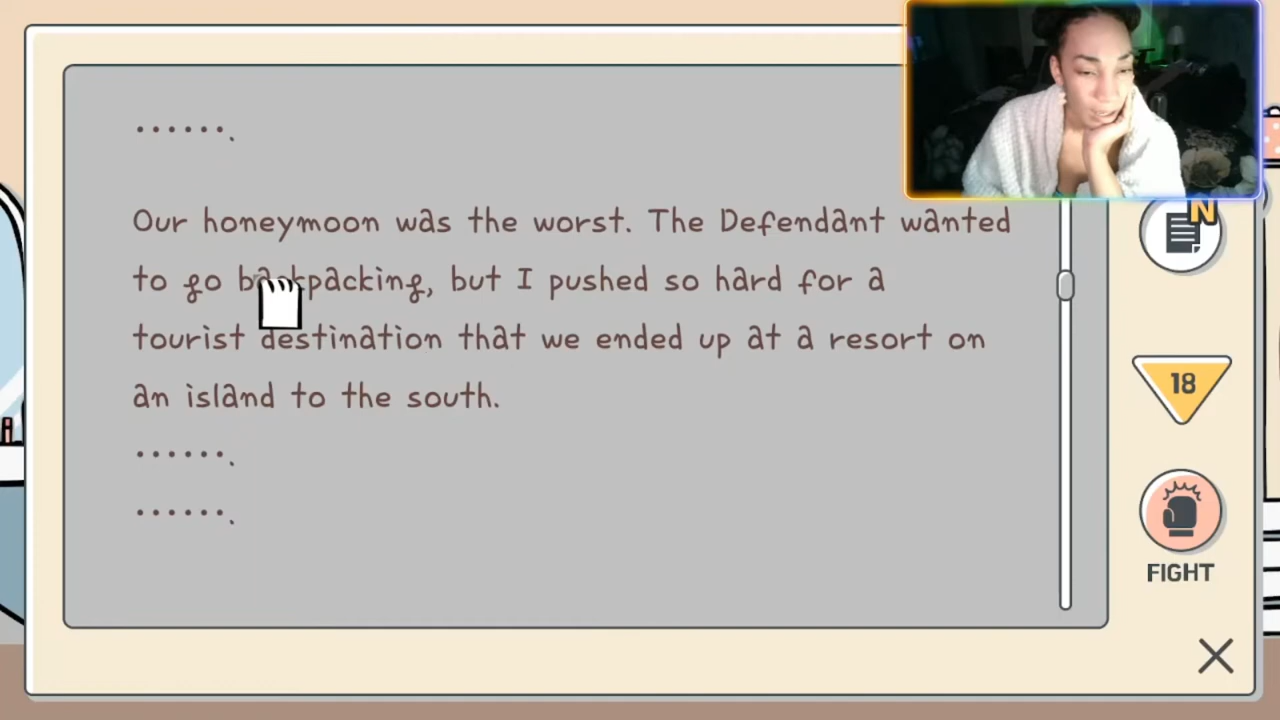 .......
Our honeymoon was the worst. The Defendant wanted
to go backpacking, but I pushed so hard for a
tourist destination that we ended up at a resort on
an island to the south.
.......
.......
N
18
FIGHT